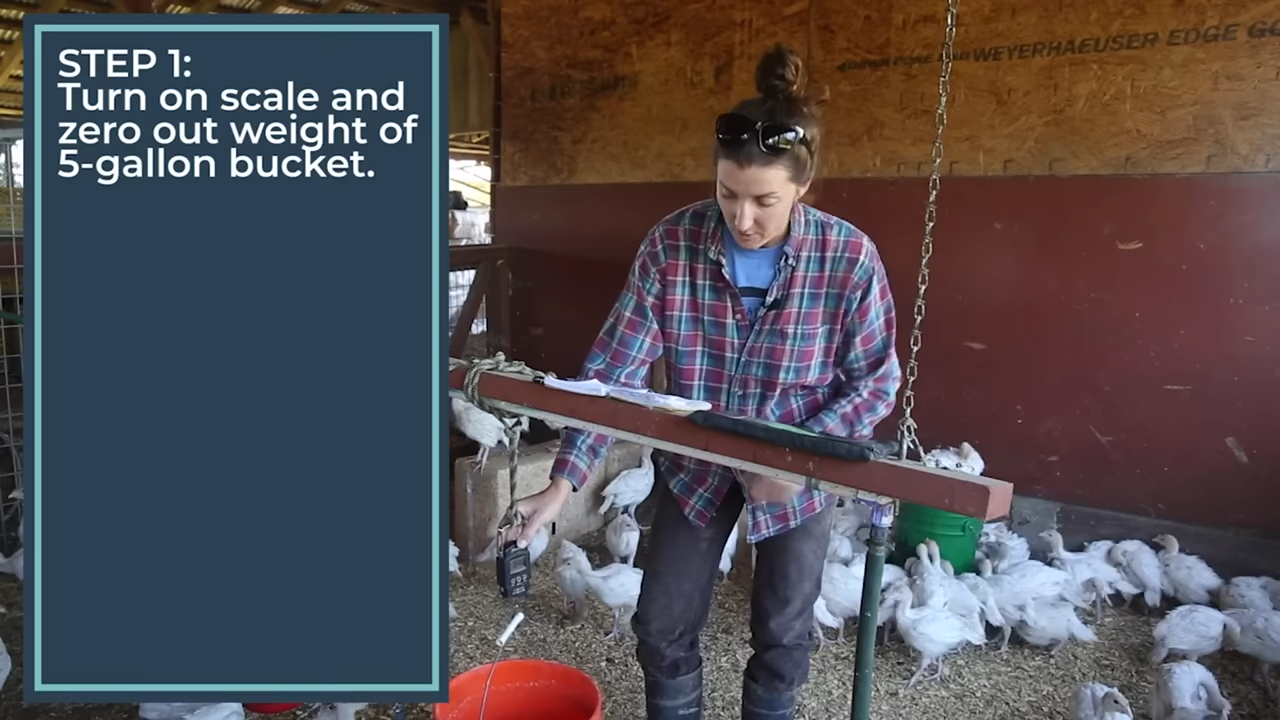 STEP 1:
Turn on scale and
zero out weight of
5-gallon bucket.
WEYERHAEUSER EDGE